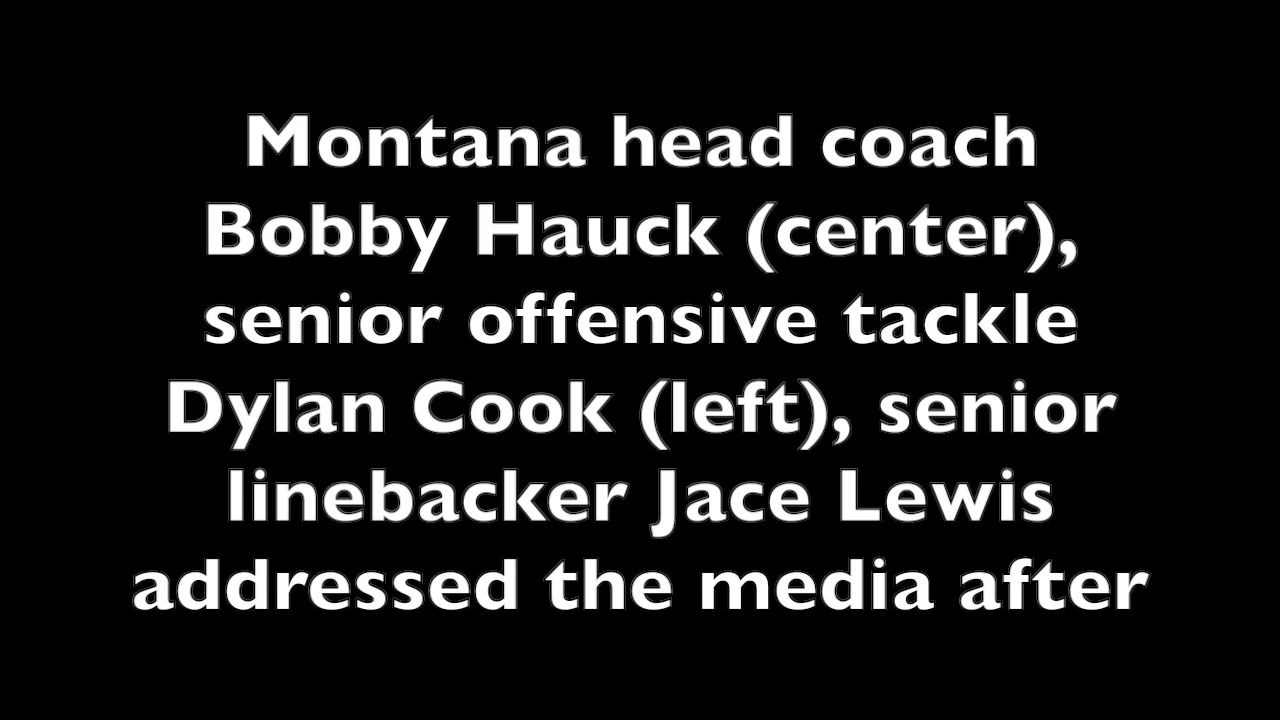 Montana head coach
Bobby Hauck (center),
senior offensive tackle
Dylan Cook (left), senior
linebacker Jace Lewis
addressed the media after